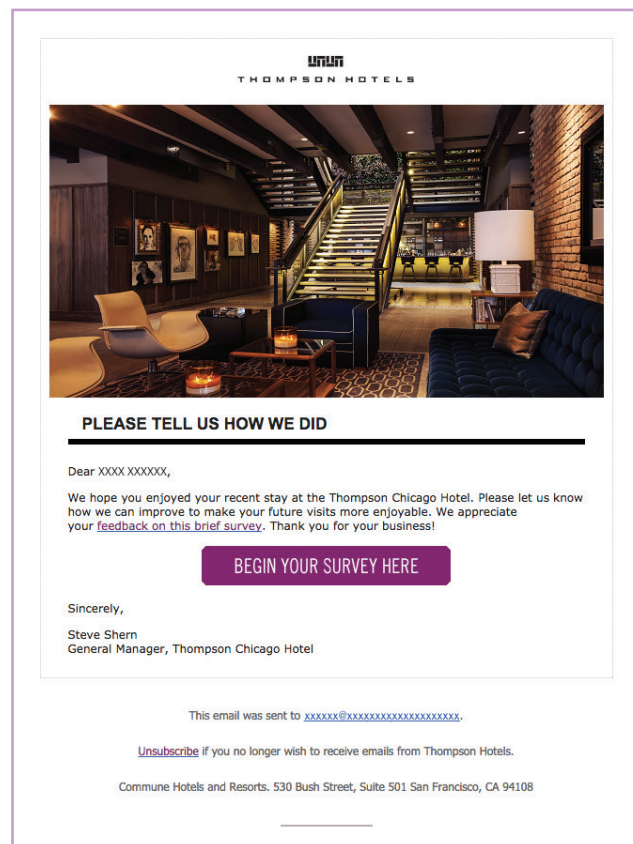 THOMPSON HOTELS
PLEASE TELL US HOW WE DID
Dear XXXX XXXXXX,
We hope you enjoyed your recent stay at the Thompson Chicago Hotel. Please let us know
how we can improve to make your future visits more enjoyable. We appreciate
your feedback on this brief survey. Thank you for your business!
BEGIN YOUR SURVEY HERE
Sincerely,
Steve Shern
General Manager, Thompson Chicago Hotel
This email was sent to xxxxxx@xxxxxxxxxxxxxxxxxxxx.
Unsubscribe if you no longer wish to receive emails from Thompson Hotels.
Commune Hotels and Resorts. 530 Bush Street, Suite 501 San Francisco, CA 94108